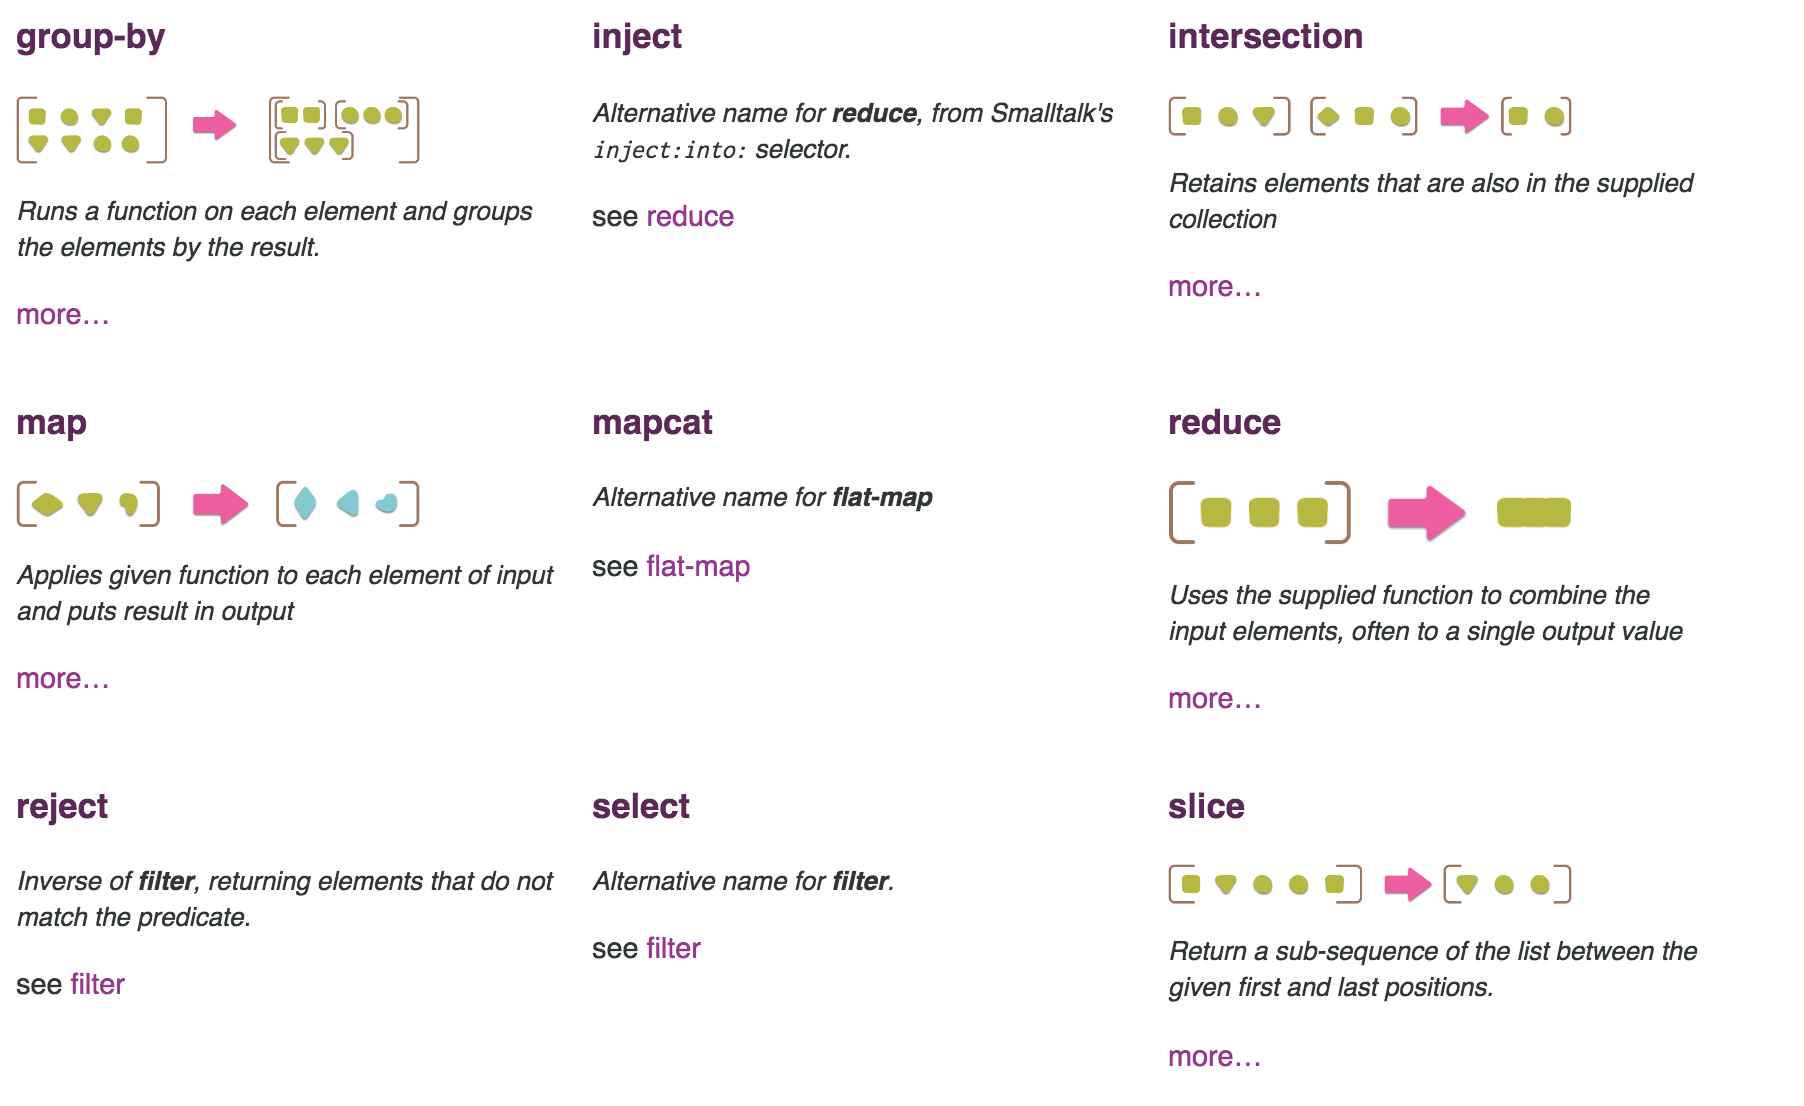 group-by
Runs a function on each element and groups
the elements by the result.
more…
inject
Alternative name for reduce, from Smalltalk's
inject:into: selector.
see reduce
intersection
Retains elements that are also in the supplied
collection
more…
map
Applies given function to each element of input
and puts result in output
more…
mapcat
Alternative name for flat-map
see flat-map
reduce
Uses the supplied function to combine the
input elements, often to a single output value
more…
reject
Inverse of filter, returning elements that do not
match the predicate.
see filter
select
Alternative name for filter.
see filter
slice
Return a sub-sequence of the list between the
given first and last positions.
more…